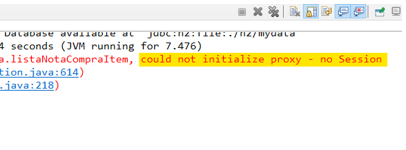 Database available at 'jdbc:h2:file:./h2/mydata
4 seconds (JVM running for 7.476)
a.listaNotaCompraItem, could not initialize proxy - no Session
tion.java:614)
.java:218)